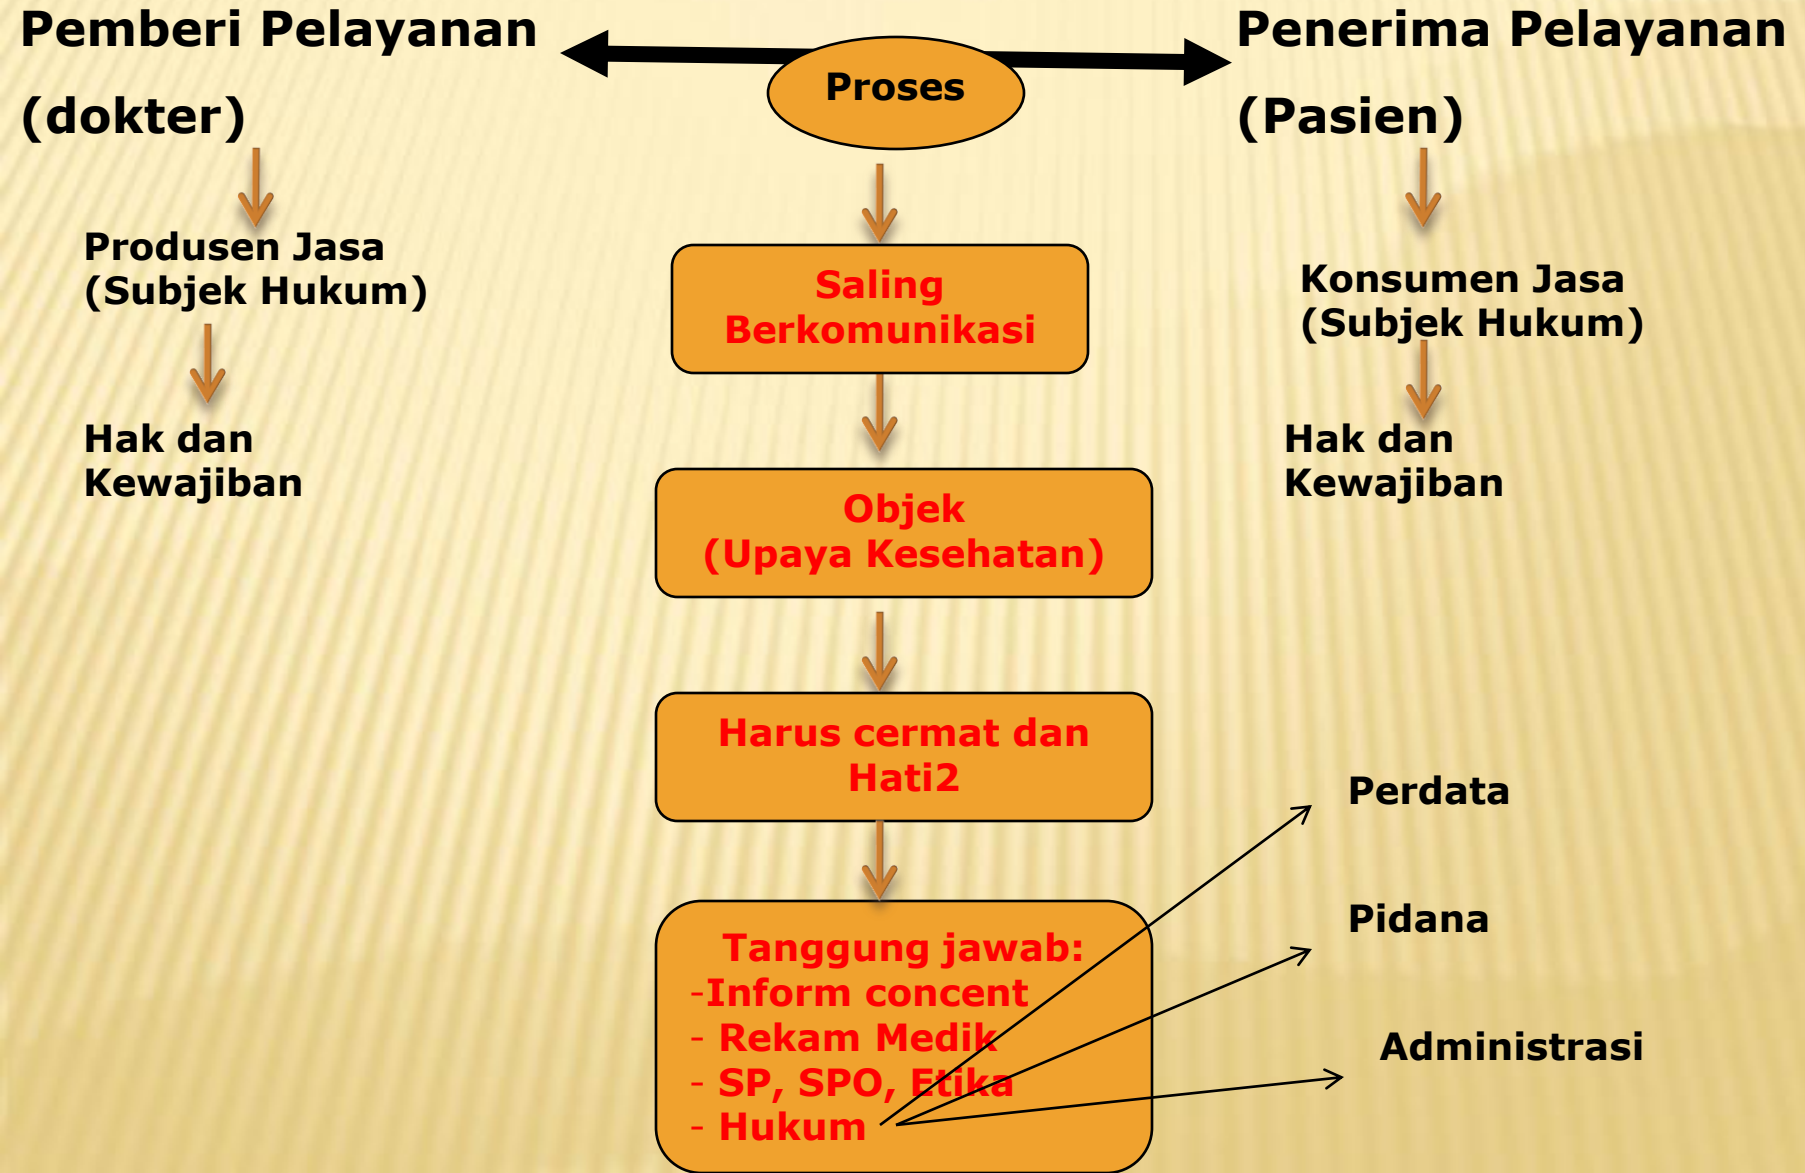 Pemberi Pelayanan
(dokter)
Proses
Penerima Pelayanan
(Pasien)
Produsen Jasa
(Subjek Hukum)
Hak dan
Kewajiban
Saling
Berkomunikasi
Objek
(Upaya Kesehatan)
Harus cermat dan
Hati2
Tanggung jawab:
-Inform concent
- Rekam Medik
- SP, SPO, Etika
- Hukum
Konsumen Jasa
(Subjek Hukum)
Hak dan
Kewajiban
Perdata
Pidana
Administrasi